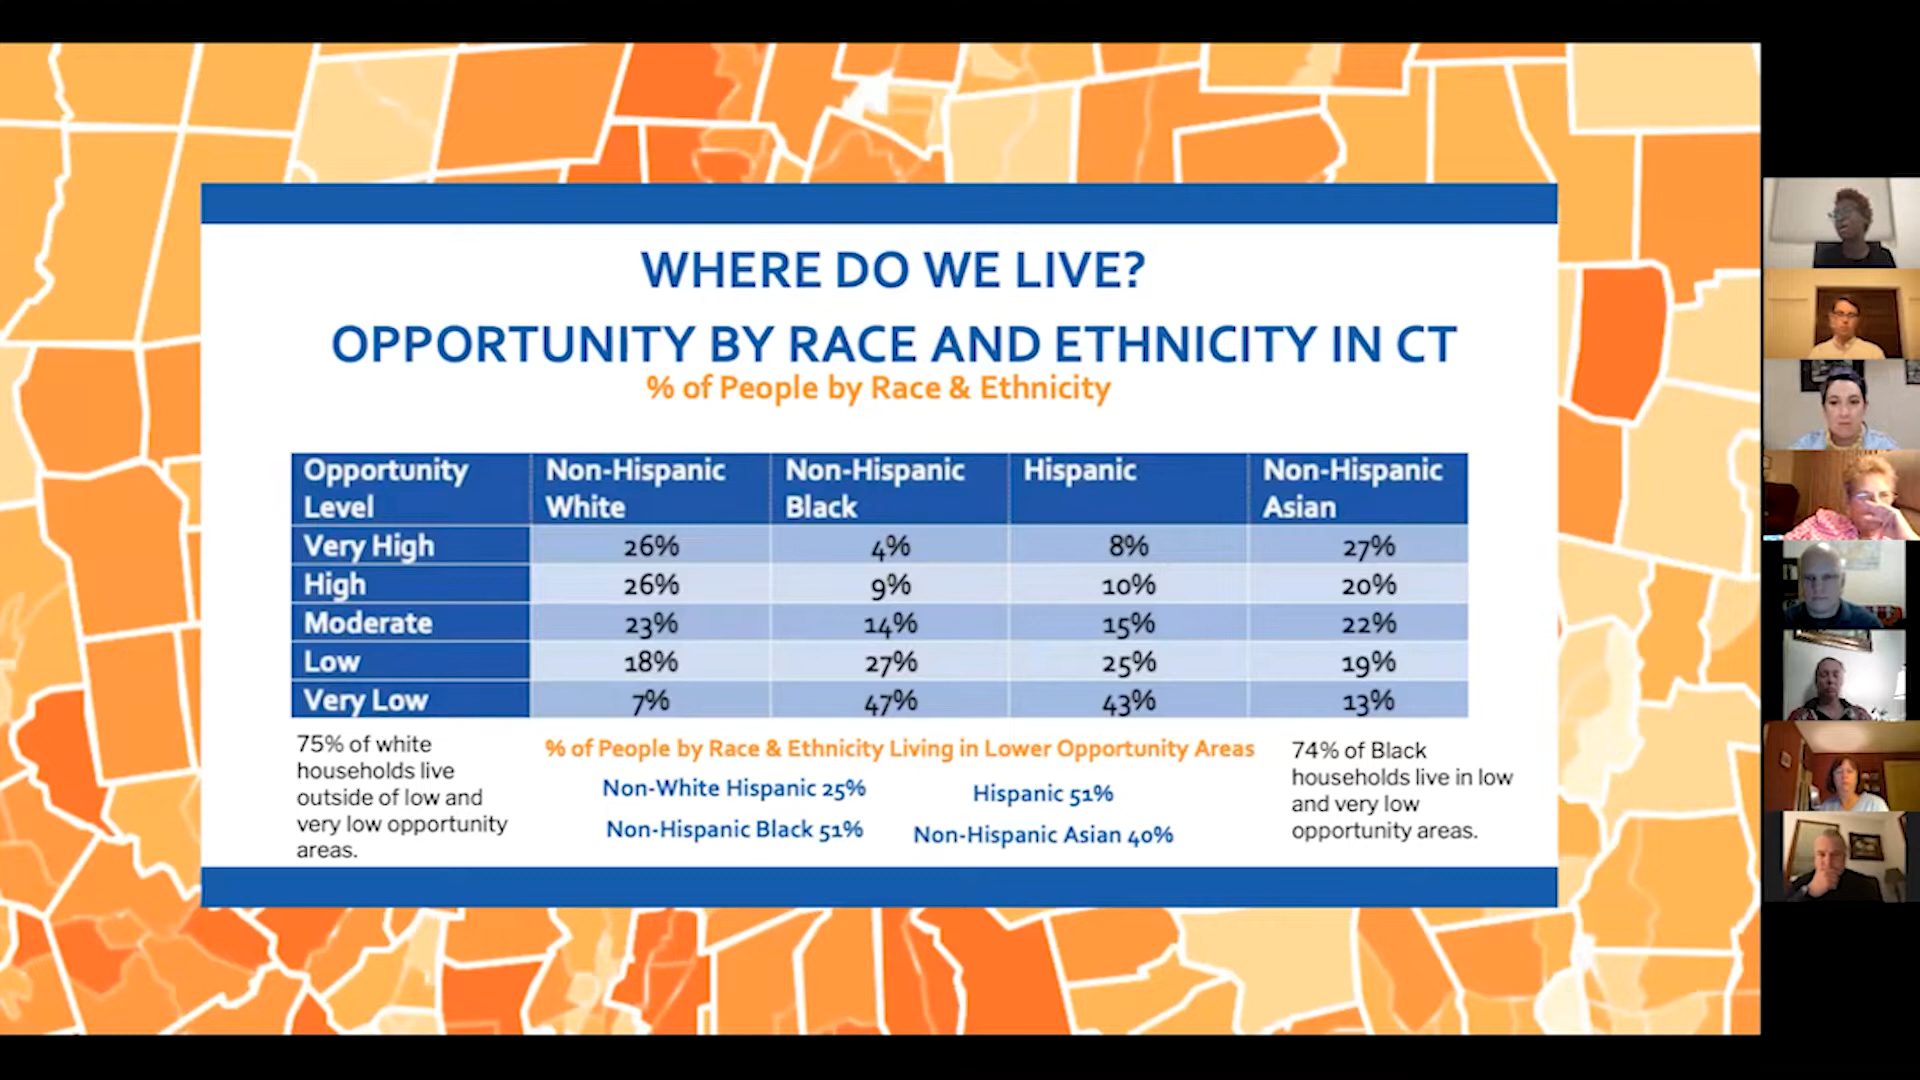 WHERE DO WE LIVE?
OPPORTUNITY BY RACE AND ETHNICITY IN CT
% of People by Race & Ethnicity
Opportunity Level Non-Hispanic White Non-Hispanic Black Hispanic Non-Hispanic Asian
Very High 26% 4% 8% 27%
High 26% 9% 10% 20%
Moderate 23% 14% 15% 22%
Low 18% 27% 25% 19%
Very Low 7% 47% 43% 13%
75% of white
households live
outside of low and
very low opportunity
areas.
% of People by Race & Ethnicity Living in Lower Opportunity Areas
Non-White Hispanic 25% Hispanic 51%
Non-Hispanic Black 51% Non-Hispanic Asian 40%
74% of Black
households live in low
and very low
opportunity areas.